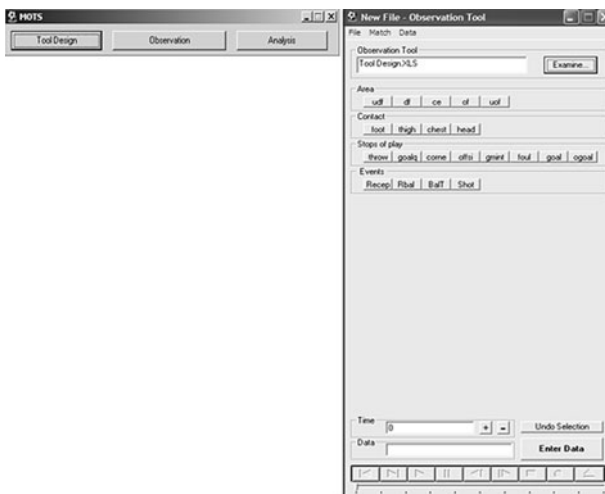 MOTS
Tool Design Observation Analysis
New File - Observation Tool
File Match Data
Observation Tool
Tool Design.XLS Examine...
Area
udf df ce of uof
Contact
foot thigh chest head
Stops of play
throw goalq corne offsi gmint foul goal ogoal
Events
Recep Rbal BalT Shot
Time
0 + - Undo Selection
Data
Enter Data